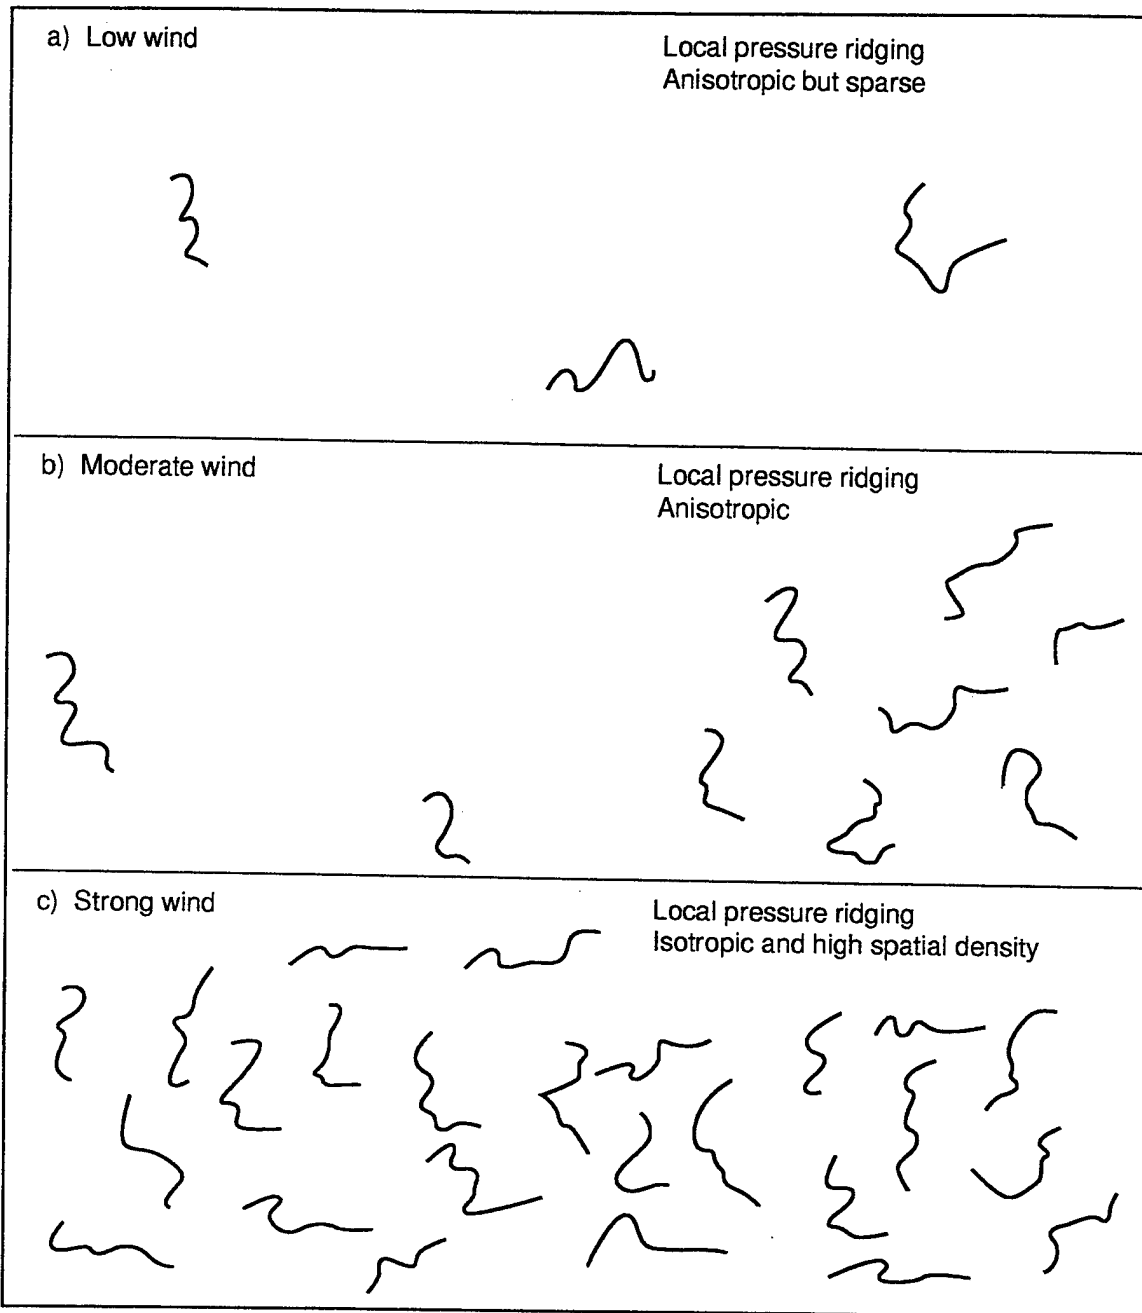 a) Low wind
Local pressure ridging
Anisotropic but sparse
b) Moderate wind
Local pressure ridging
Anisotropic
c) Strong wind
Local pressure ridging
Isotropic and high spatial density